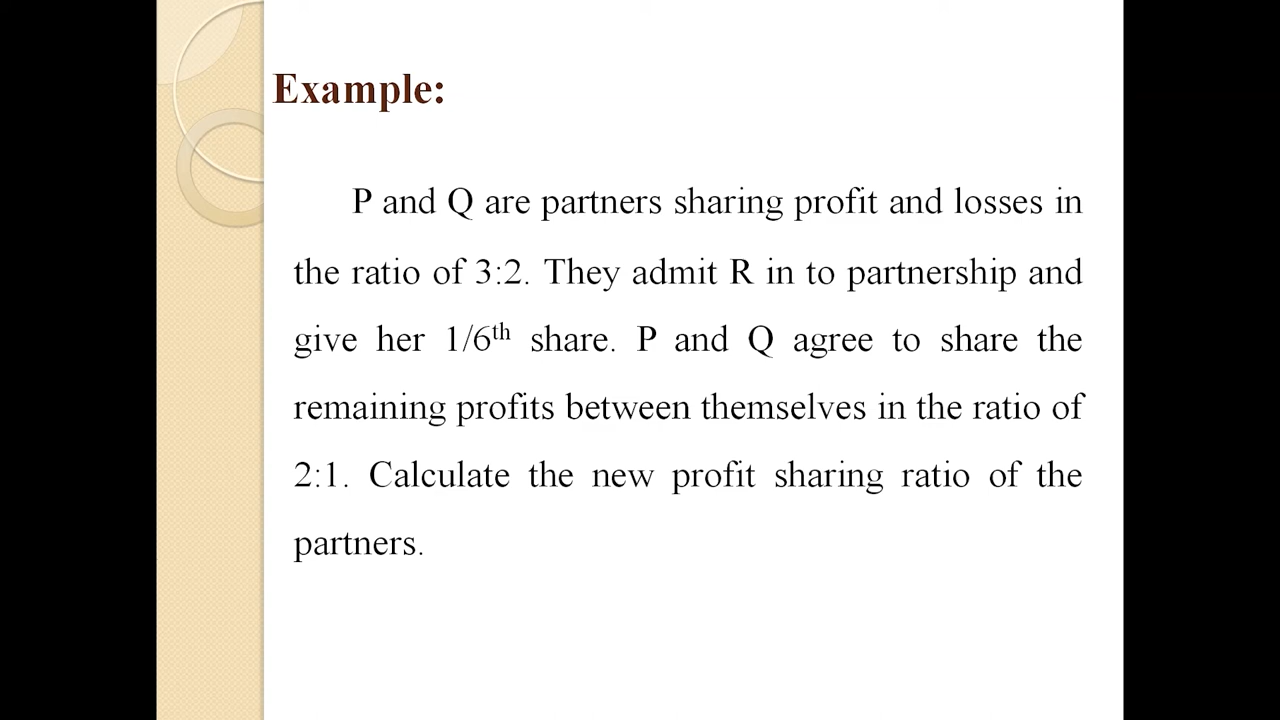 Example:
P and Q are partners sharing profit and losses in
the ratio of 3:2. They admit R in to partnership and
give her 1/6th share. P and Q agree to share the
remaining profits between themselves in the ratio of
2:1. Calculate the new profit sharing ratio of the
partners.